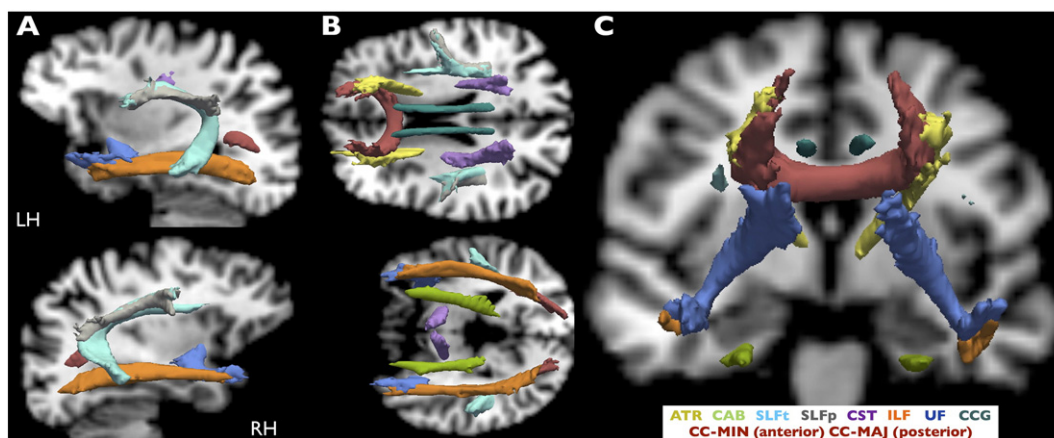 A
B
C
LH
RH
ATR CAB SLFt SLFp CST ILF UF CCG
CC-MIN (anterior) CC-MAJ (posterior)